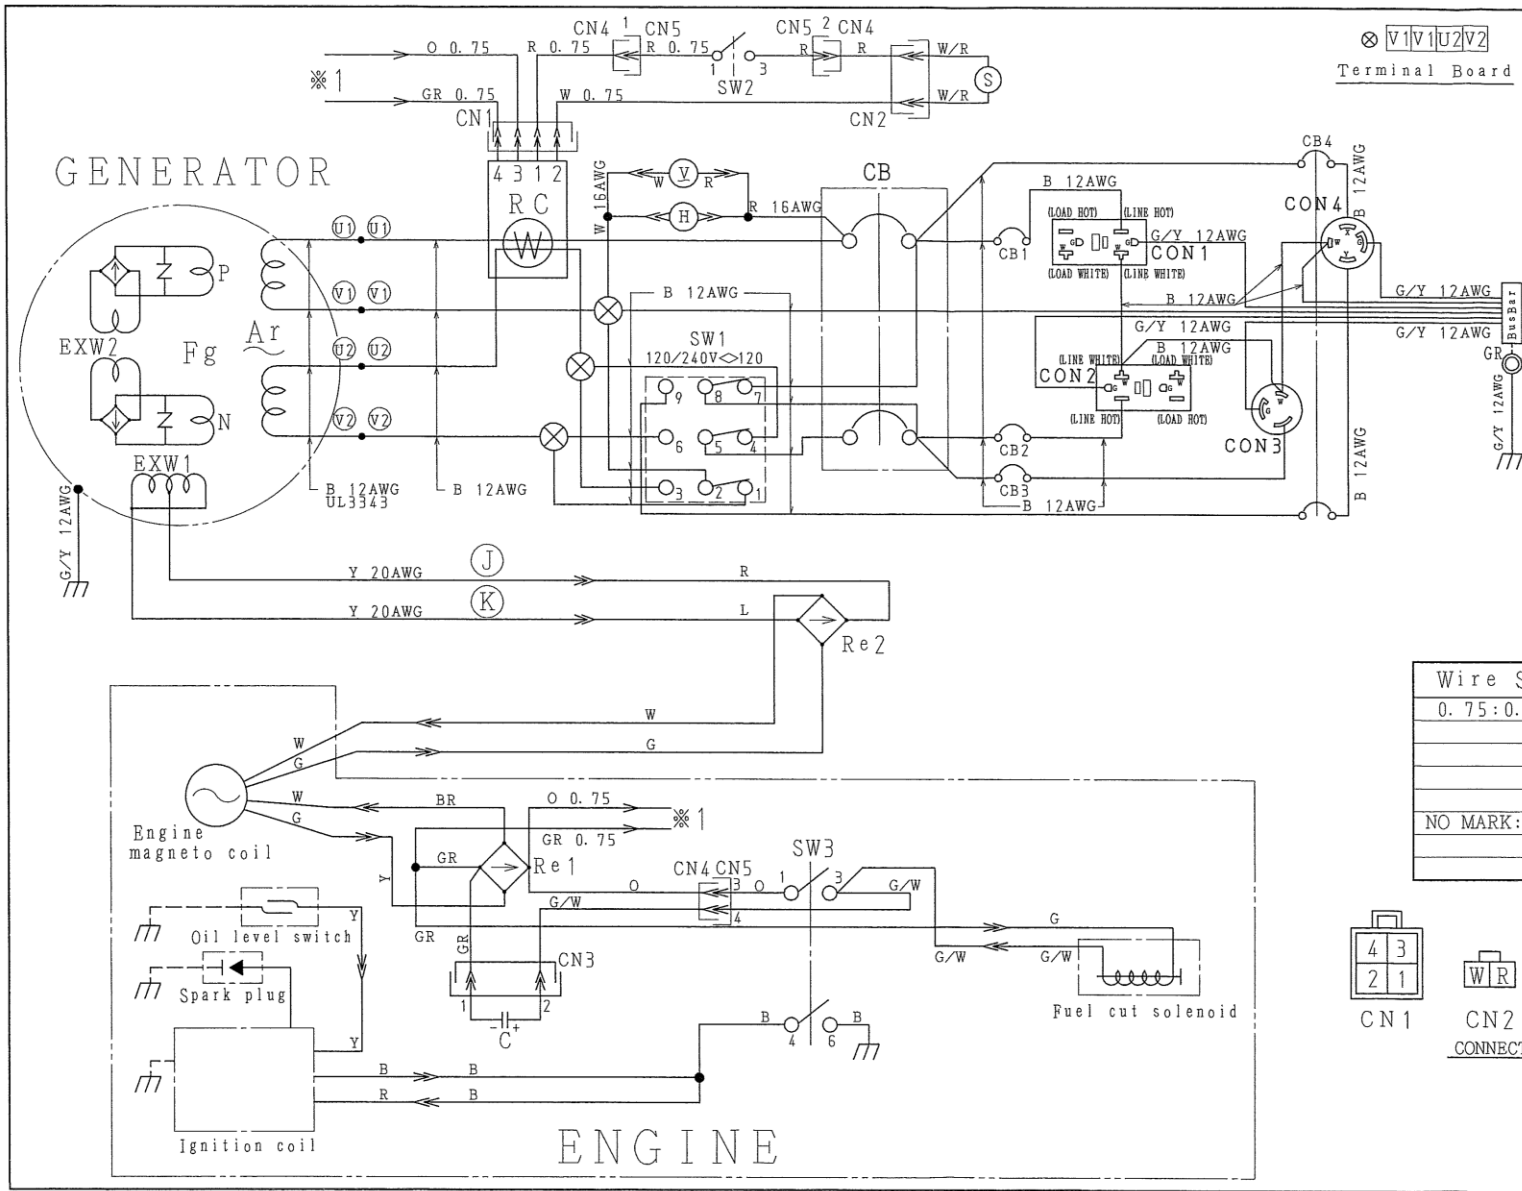 CN4 1 CN5
CN5 2 CN4
O 0.75
R 0.75
R 0.75
R
R
W/R
1 3
SW2
S
※1
GR 0.75
W 0.75
W/R
CN1
CN2
V1 V1 U2 V2
Terminal Board
GENERATOR
4 3 1 2
RC
W
W 16AWG
W V R
H
R 16AWG
CB
CB4
B 12AWG
B 12AWG
CON4
(LOAD HOT) (LINE HOT)
G/Y 12AWG
CON1
(LOAD WHITE) (LINE WHITE)
W G G W
X W G Y
CB1
U1 U1
P
V1 V1
B 12AWG
B 12AWG
G/Y 12AWG
G/Y 12AWG
G/Y 12AWG
BusBar
EXW2
Fg
Ar
U2 U2
SW1
120/240V<>120
B 12AWG
(LINE WHITE) (LOAD WHITE)
CON2
G W W G
(LINE HOT) (LOAD HOT)
GR
G/Y 12AWG
9 8 7
6 5 4
3 2 1
N
V2 V2
G W
CON3
CB2
CB3
EXW1
B 12AWG
UL3343
B 12AWG
B 12AWG
B 12AWG
G/Y 12AWG
Y 20AWG
J
R
Y 20AWG
K
L
Re2
W
G
W
G
W
G
Engine
magneto coil
BR
O 0.75
GR 0.75
※1
GR
Re1
Y
SW3
CN4 CN5
O
3
O
1 3
G/W
G/W
4
GR
GR
G
G/W
G/W
Fuel cut solenoid
CN3
1 2
- +
C
Oil level switch
Y
Spark plug
Y
B
4 6
B
B B
R B
Ignition coil
ENGINE
Wire S
0.75:0.
NO MARK:
4 3
2 1
CN1
W R
CN2
CONNECT